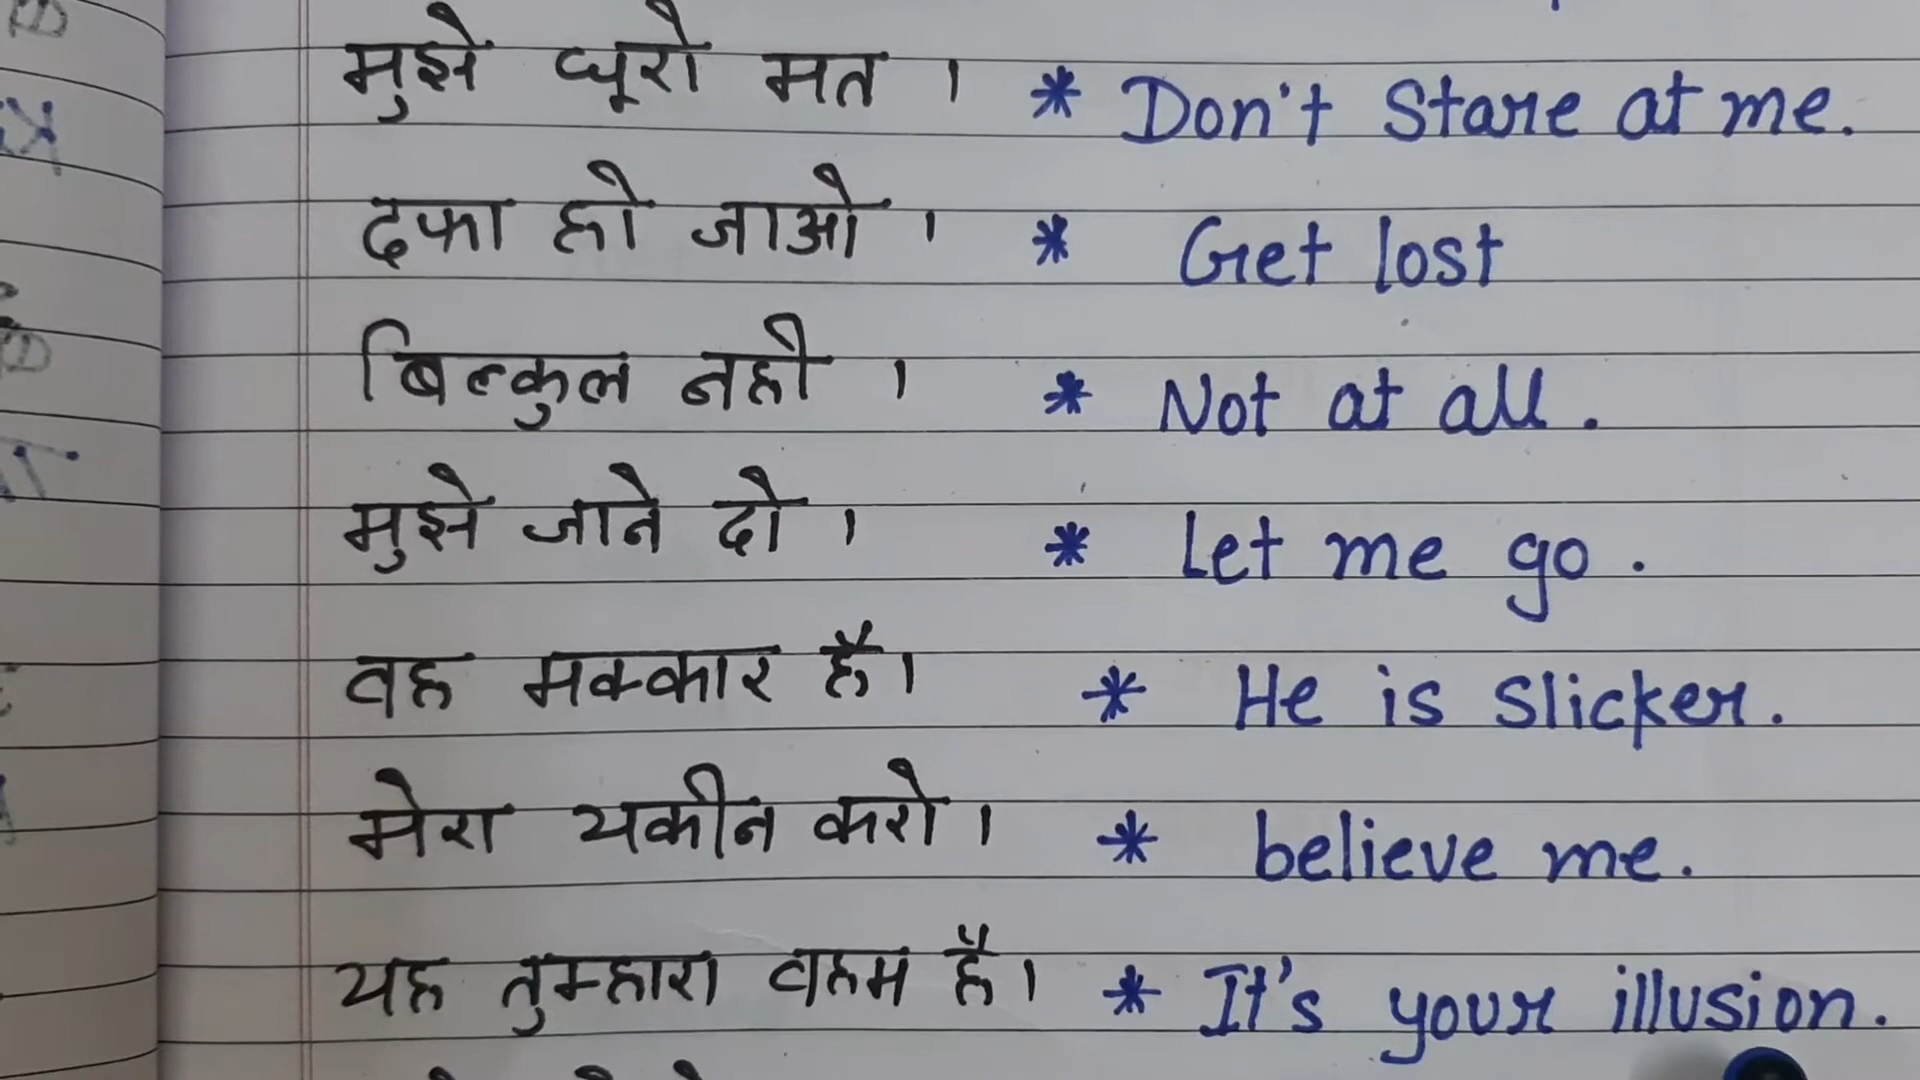 मुझे घूरो मत । * Don't Stare at me.
दफा हो जाओ । * Get lost
बिल्कुल नही । * Not at all.
मुझे जाने दो । * Let me go.
वह मक्कार है। * He is Slicker.
मेरा यकीन करो। * believe me.
यह तुम्हारा वहम है। * It's your illusion.